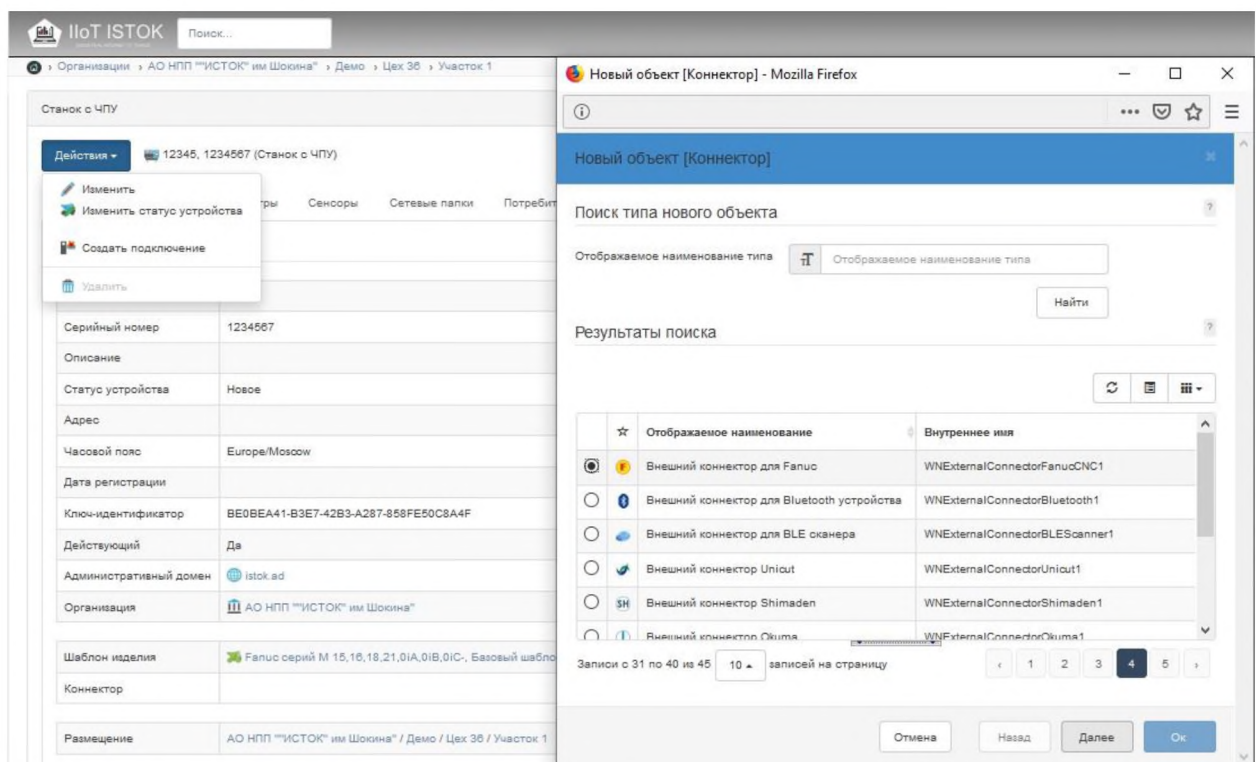 IIoT ISTOK
Поиск...
Организации › АО НПП ""ИСТОК" им Шокина" › Демо › Цех 36 › Участок 1
Станок с ЧПУ
Действия
12345, 1234567 (Станок с ЧПУ)
Изменить
Изменить статус устройства
Создать подключение
Удалить
тры Сенсоры Сетевые папки Потребит
Серийный номер 1234567
Описание
Статус устройства Новое
Адрес
Часовой пояс Europe/Moscow
Дата регистрации
Ключ-идентификатор BE0BEA41-B3E7-42B3-A287-858FE50C8A4F
Действующий Да
Административный домен istok.ad
Организация АО НПП ""ИСТОК" им Шокина"
Шаблон изделия Fanuc серий M 15,16,18,21,0iA,0iB,0iC-, Базовый шабло
Коннектор
Размещение АО НПП ""ИСТОК" им Шокина" / Демо / Цех 36 / Участок 1
Новый объект [Коннектор] - Mozilla Firefox
Новый объект [Коннектор]
Поиск типа нового объекта ?
Отображаемое наименование типа Отображаемое наименование типа
Найти
Результаты поиска ?
Отображаемое наименование Внутреннее имя
Внешний коннектор для Fanuc WNExternalConnectorFanucCNC1
Внешний коннектор для Bluetooth устройства WNExternalConnectorBluetooth1
Внешний коннектор для BLE сканера WNExternalConnectorBLEScanner1
Внешний коннектор Unicut WNExternalConnectorUnicut1
SH Внешний коннектор Shimaden WNExternalConnectorShimaden1
Внешний коннектор Okuma WNExternalConnectorOkuma1
Записи с 31 по 40 из 45 10 записей на страницу ‹ 1 2 3 4 5 ›
Отмена Назад Далее Ок